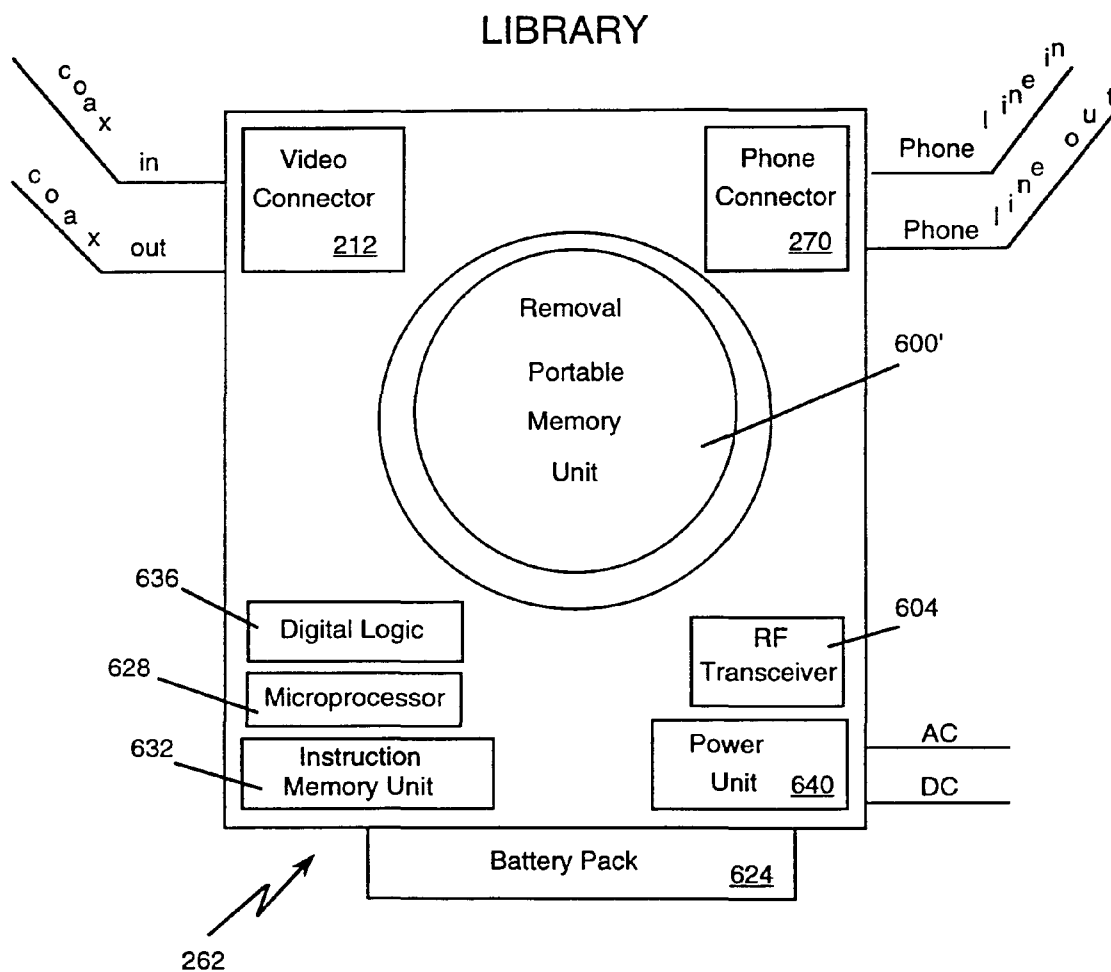 LIBRARY
coax in
coax out
Video
Connector
212
Phone
Connector
270
Phone line in
Phone line out
Removal
Portable
Memory
Unit
600'
636
Digital Logic
628
Microprocessor
632
Instruction
Memory Unit
604
RF
Transceiver
Power
Unit
640
AC
DC
Battery Pack
624
262